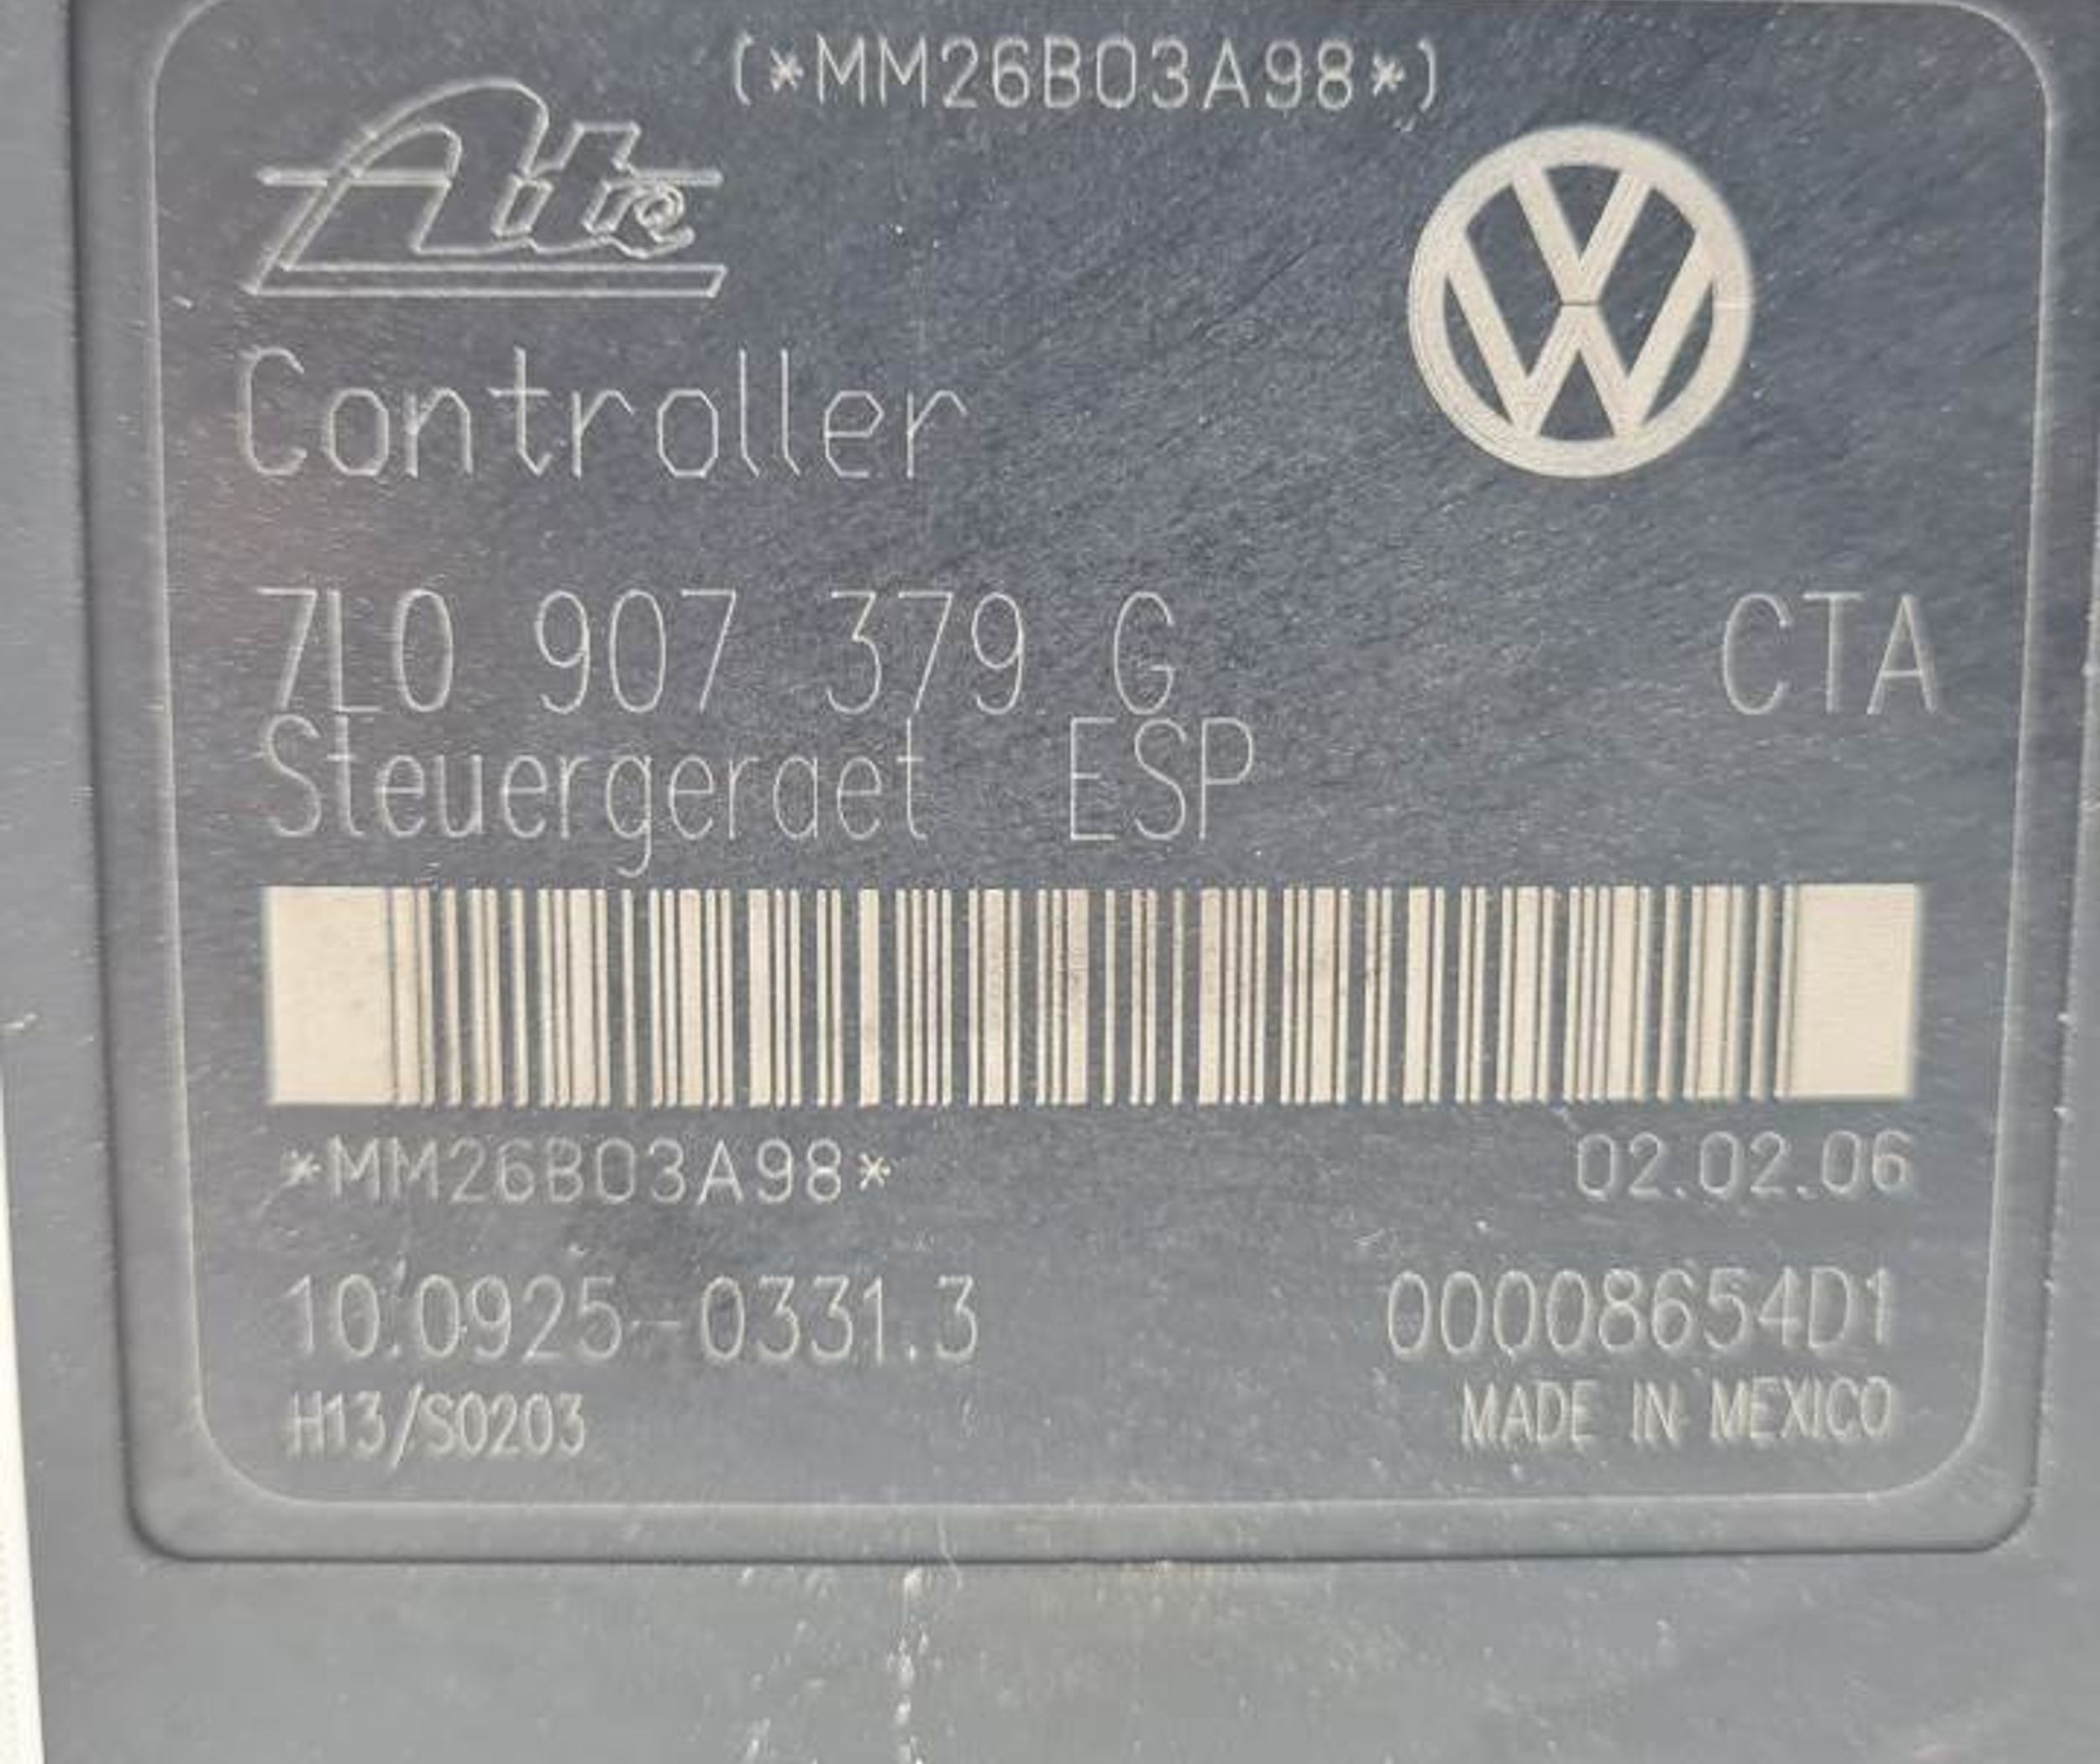 (*MM26B03A98*)
Ate
Controller
7L0 907 379 G CTA
Steuergeraet ESP
*MM26B03A98* 02.02.06
10.0925-0331.3 00008654D1
H13/S0203 MADE IN MEXICO